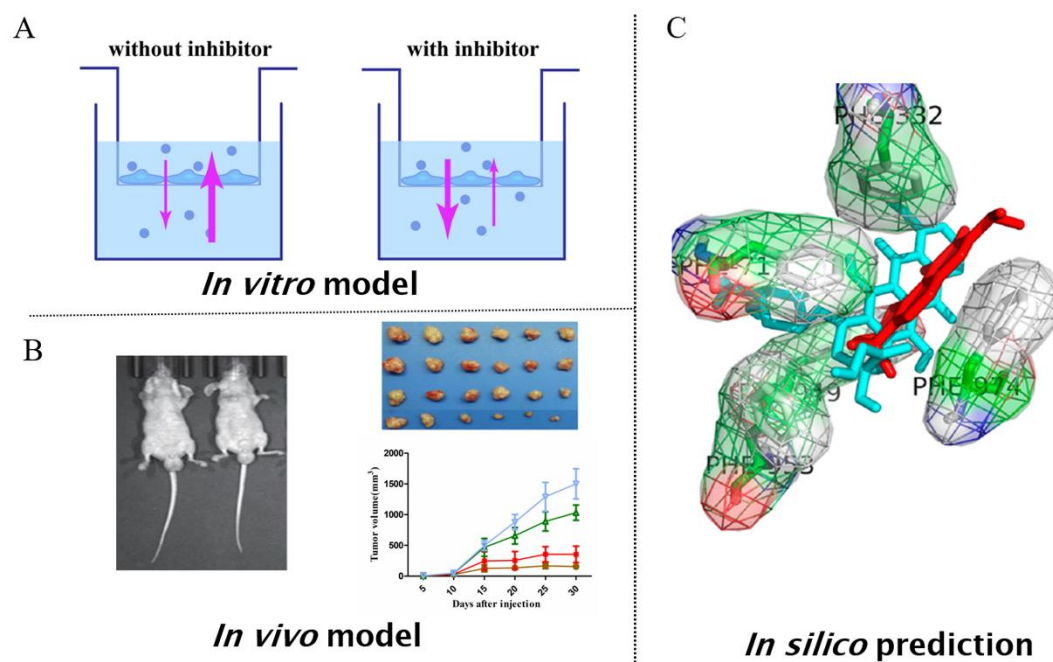 A
without inhibitor
with inhibitor
In vitro model
B
Tumor volume(mm³)
2000
1500
1000
500
0
5
10
15
20
25
30
Days after injection
In vivo model
C
PHE 974
In silico prediction